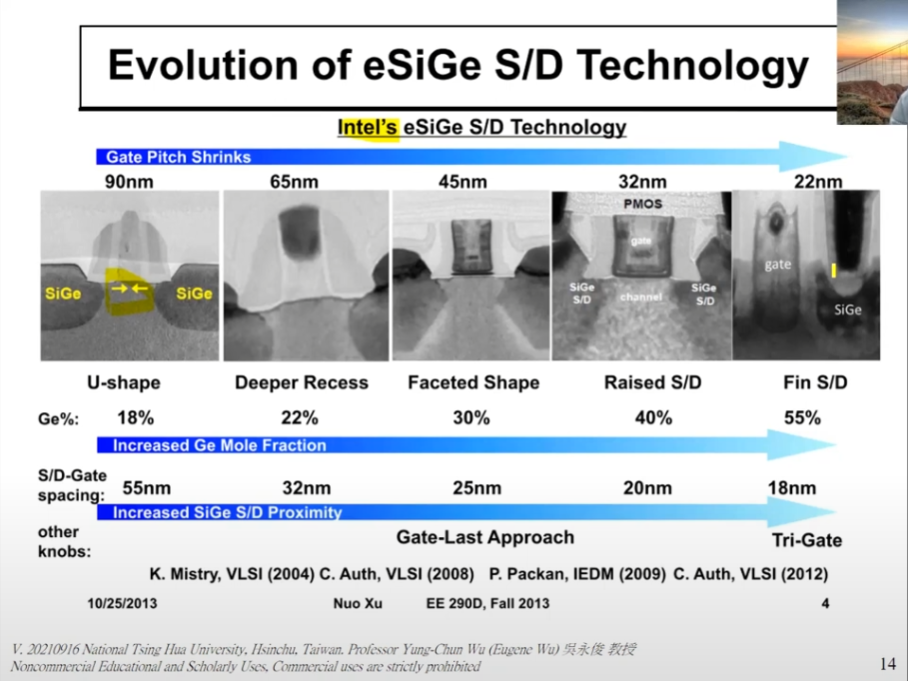 Evolution of eSiGe S/D Technology
Intel's eSiGe S/D Technology
Gate Pitch Shrinks
90nm 65nm 45nm 32nm 22nm
PMOS
gate
gate
SiGe SiGe
SiGe S/D
channel
SiGe S/D
SiGe
U-shape Deeper Recess Faceted Shape Raised S/D Fin S/D
Ge%: 18% 22% 30% 40% 55%
Increased Ge Mole Fraction
S/D-Gate
spacing: 55nm 32nm 25nm 20nm 18nm
Increased SiGe S/D Proximity
other
knobs:
Gate-Last Approach Tri-Gate
K. Mistry, VLSI (2004) C. Auth, VLSI (2008) P. Packan, IEDM (2009) C. Auth, VLSI (2012)
10/25/2013 Nuo Xu EE 290D, Fall 2013 4
V. 20210916 National Tsing Hua University, Hsinchu, Taiwan. Professor Yung-Chun Wu (Eugene Wu) 吳永俊 教授
Noncommercial Educational and Scholarly Uses, Commercial uses are strictly prohibited
14